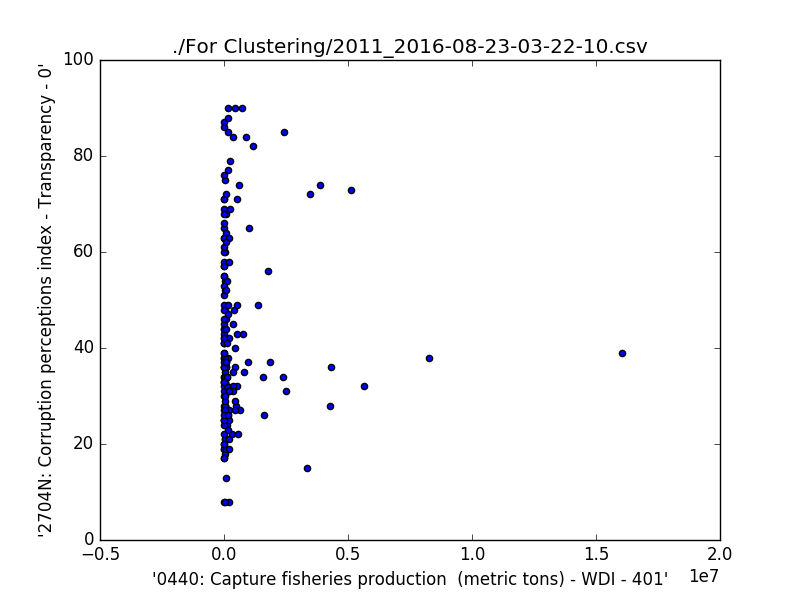 ./For Clustering/2011_2016-08-23-03-22-10.csv
100
80
60
40
20
0
'2704N: Corruption perceptions index - Transparency - 0'
−0.5 0.0 0.5 1.0 1.5 2.0
1e7
'0440: Capture fisheries production  (metric tons) - WDI - 401'